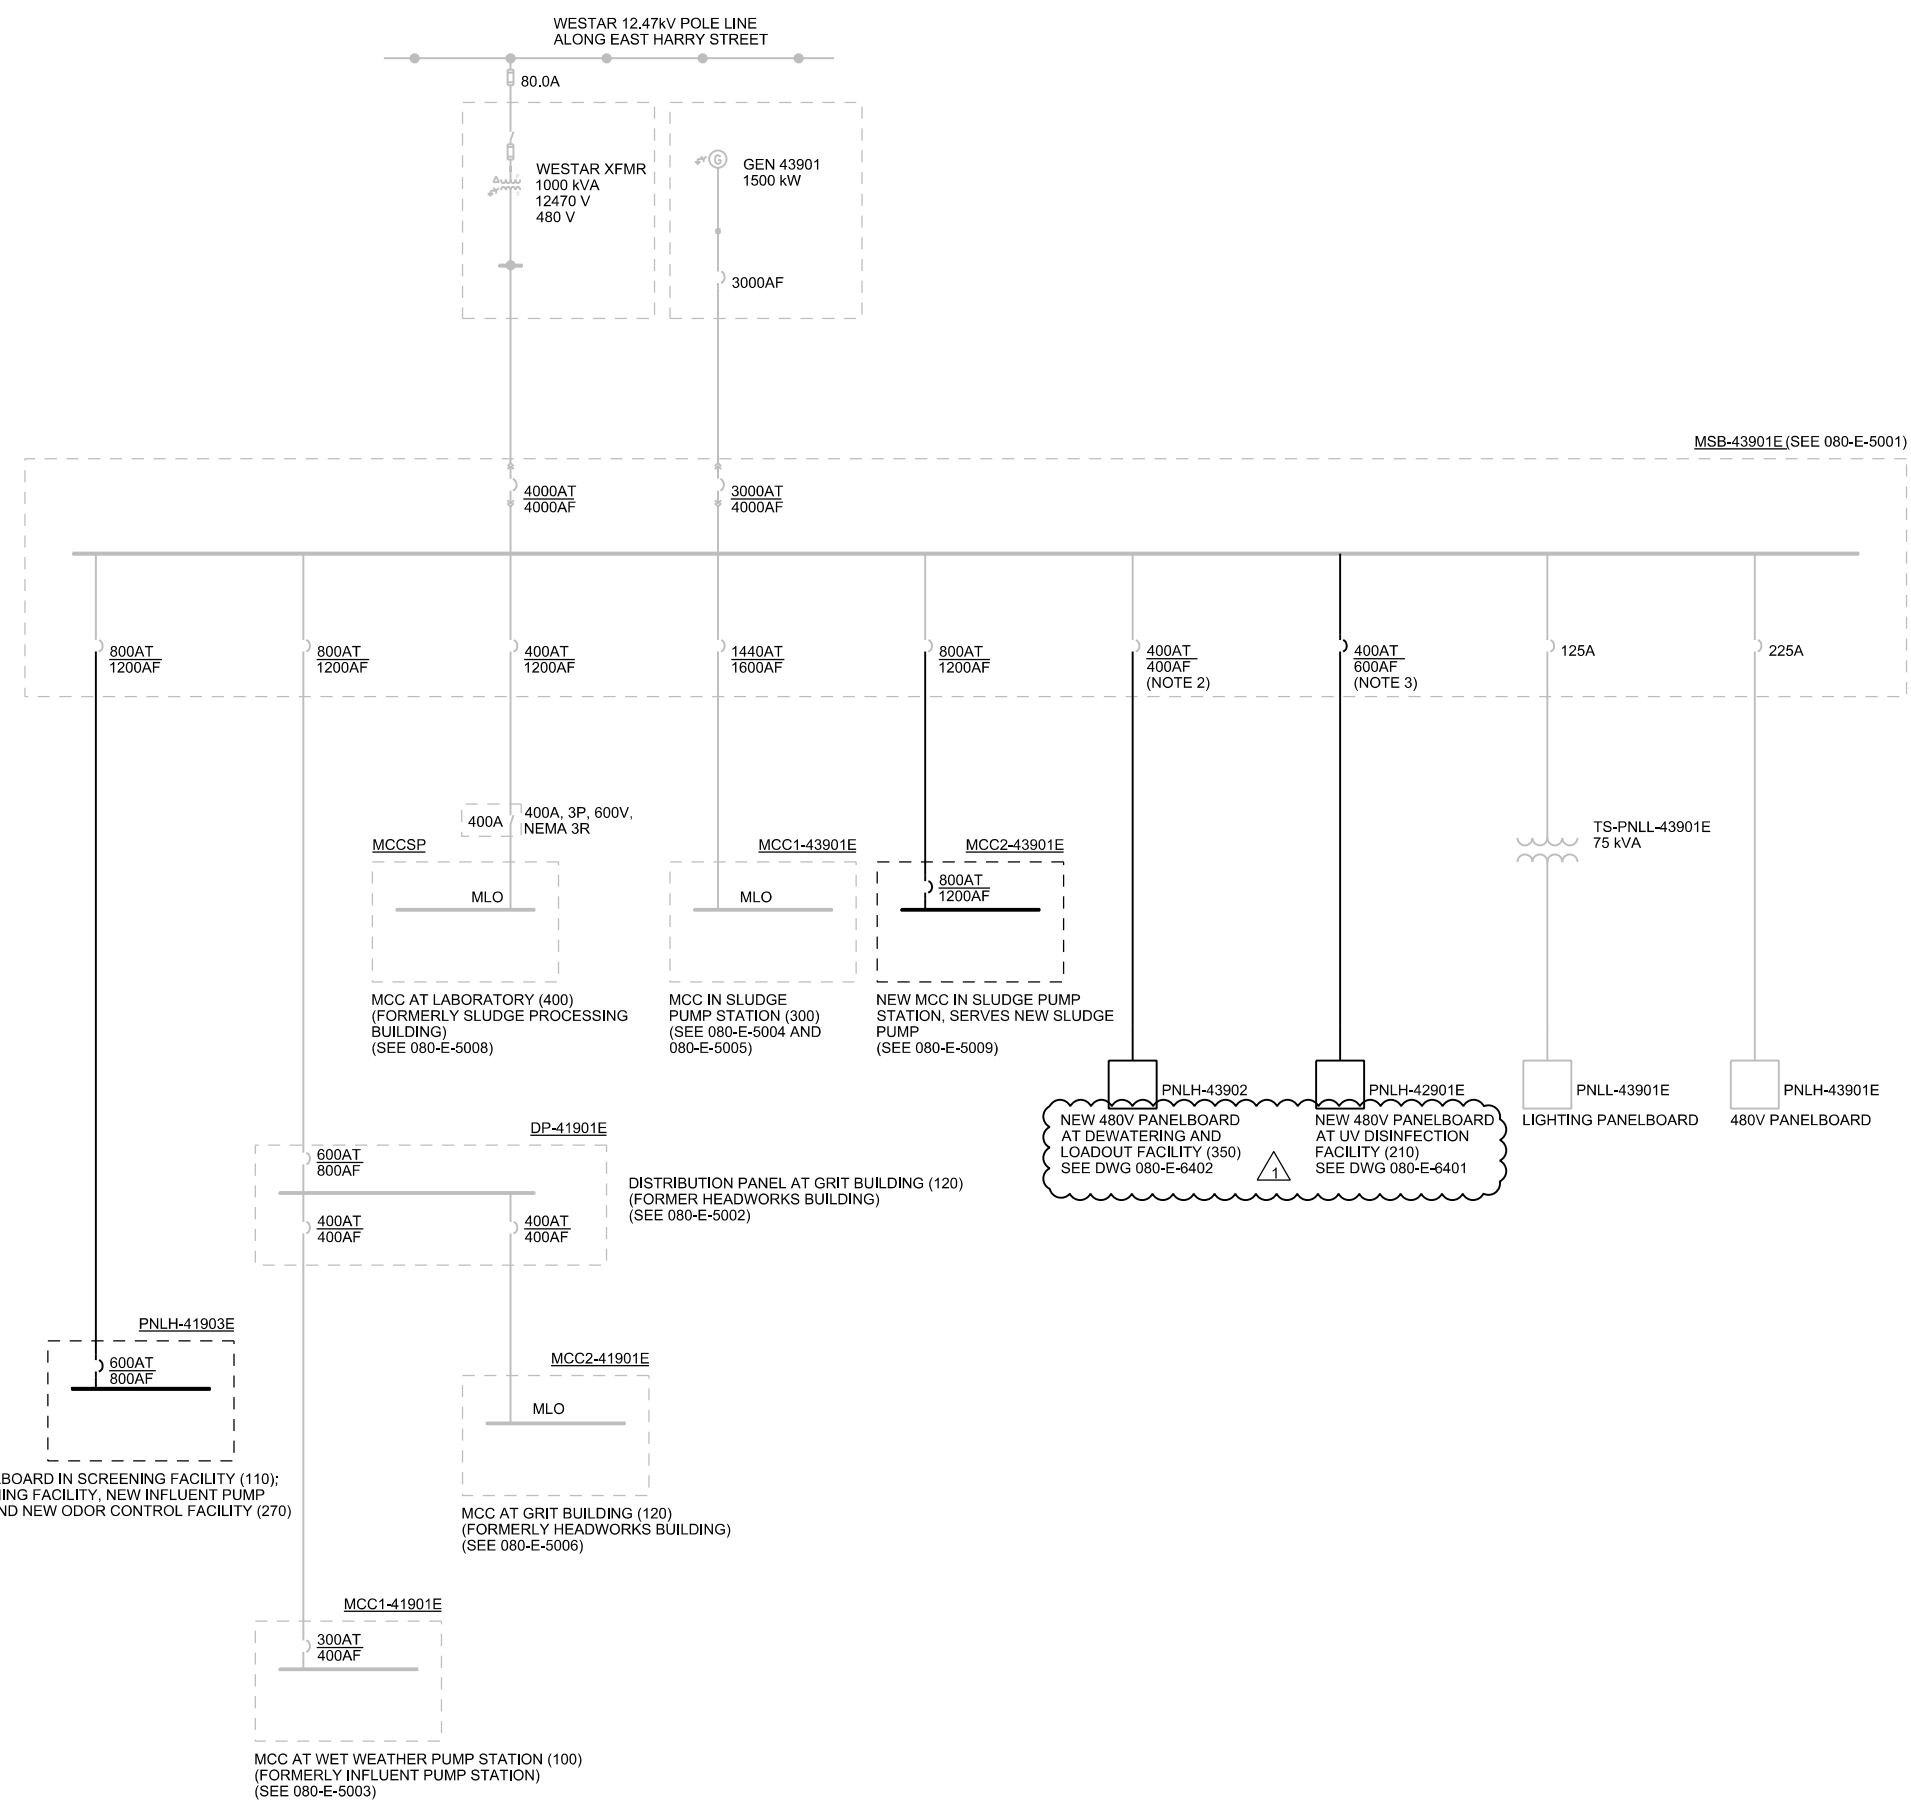 WESTAR 12.47kV POLE LINE
ALONG EAST HARRY STREET
80.0A
WESTAR XFMR
1000 kVA
12470 V
480 V
G
GEN 43901
1500 kW
3000AF
MSB-43901E (SEE 080-E-5001)
4000AT
4000AF
3000AT
4000AF
800AT
1200AF
800AT
1200AF
400AT
1200AF
1440AT
1600AF
800AT
1200AF
400AT
400AF
(NOTE 2)
400AT
600AF
(NOTE 3)
125A
225A
400A
400A, 3P, 600V,
NEMA 3R
MCCSP
MLO
MCC AT LABORATORY (400)
(FORMERLY SLUDGE PROCESSING
BUILDING)
(SEE 080-E-5008)
MCC1-43901E
MLO
MCC IN SLUDGE
PUMP STATION (300)
(SEE 080-E-5004 AND
080-E-5005)
MCC2-43901E
800AT
1200AF
NEW MCC IN SLUDGE PUMP
STATION, SERVES NEW SLUDGE
PUMP
(SEE 080-E-5009)
TS-PNLL-43901E
75 kVA
PNLH-43902
NEW 480V PANELBOARD
AT DEWATERING AND
LOADOUT FACILITY (350)
SEE DWG 080-E-6402
1
PNLH-42901E
NEW 480V PANELBOARD
AT UV DISINFECTION
FACILITY (210)
SEE DWG 080-E-6401
PNLL-43901E
LIGHTING PANELBOARD
PNLH-43901E
480V PANELBOARD
DP-41901E
600AT
800AF
400AT
400AF
400AT
400AF
DISTRIBUTION PANEL AT GRIT BUILDING (120)
(FORMER HEADWORKS BUILDING)
(SEE 080-E-5002)
PNLH-41903E
600AT
800AF
BOARD IN SCREENING FACILITY (110);
ING FACILITY, NEW INFLUENT PUMP
ND NEW ODOR CONTROL FACILITY (270)
MCC2-41901E
MLO
MCC AT GRIT BUILDING (120)
(FORMERLY HEADWORKS BUILDING)
(SEE 080-E-5006)
MCC1-41901E
300AT
400AF
MCC AT WET WEATHER PUMP STATION (100)
(FORMERLY INFLUENT PUMP STATION)
(SEE 080-E-5003)